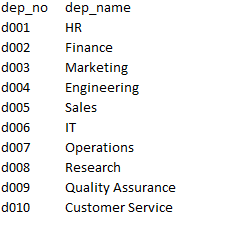 dep_no dep_name
d001 HR
d002 Finance
d003 Marketing
d004 Engineering
d005 Sales
d006 IT
d007 Operations
d008 Research
d009 Quality Assurance
d010 Customer Service